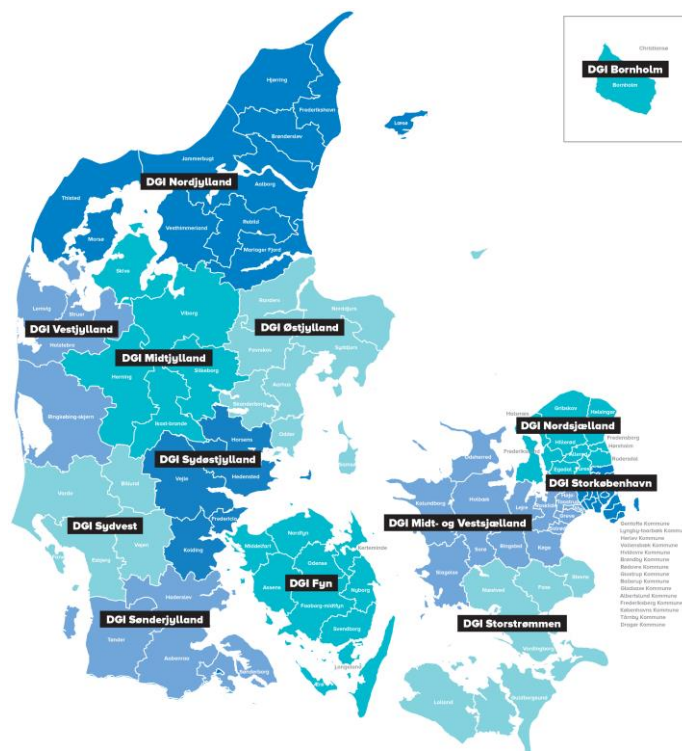 Christiansø
DGI Bornholm
Bornholm
Hjørring
Frederikshavn
Læsø
Brønderslev
Jammerbugt
DGI Nordjylland
Aalborg
Thisted
Vesthimmerland
Rebild
Morsø
Mariager Fjord
Skive
Randers
Norddjurs
Lemvig
Struer
Viborg
DGI Vestjylland
DGI Østjylland
Holstebro
Favrskov
Syddjurs
DGI Midtjylland
Herning
Silkeborg
Aarhus
Skanderborg
Ringkøbing-skjern
Ikast-brande
Odder
Horsens
Samsø
DGI Sydøstjylland
Vejle
Hedensted
Billund
Varde
Fredericia
DGI Sydvest
Vejen
Kolding
Esbjerg
Fanø
Haderslev
DGI Sønderjylland
Tønder
Aabenraa
Sønderborg
Nordfyn
Middelfart
Kerteminde
Odense
Assens
DGI Fyn
Nyborg
Faaborg-midtfyn
Svendborg
Langeland
Ærø
Gribskov
Helsingør
Halsnæs
DGI Nordsjælland
Fredensborg
Hillerød
Hørsholm
Frederikssund
Allerød
Rudersdal
Egedal
Furesø
Odsherred
DGI Storkøbenhavn
Kalundborg
Holbæk
Lejre
Roskilde
Greve
DGI Midt- og Vestsjælland
Sorø
Ringsted
Køge
Slagelse
Gentofte Kommune
Lyngby-Taarbæk Kommune
Herlev Kommune
Vallensbæk Kommune
Hvidovre Kommune
Brøndby Kommune
Rødovre Kommune
Glostrup Kommune
Ballerup Kommune
Gladsaxe Kommune
Albertslund Kommune
Frederiksberg Kommune
Københavns Kommune
Tårnby Kommune
Dragør Kommune
Næstved
Faxe
Stevns
DGI Storstrømmen
Vordingborg
Lolland
Guldborgsund